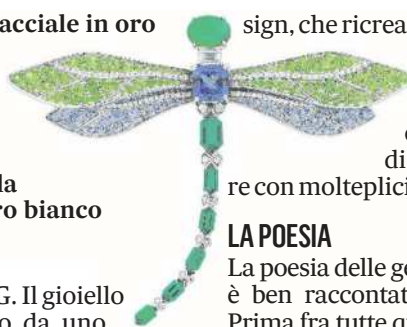 acciale in oro
la
ro bianco
G. Il gioiello
o da uno
sign, che ricrea
di
re con molteplici
LA POESIA
La poesia delle ge
è ben raccontat
Prima fra tutte q